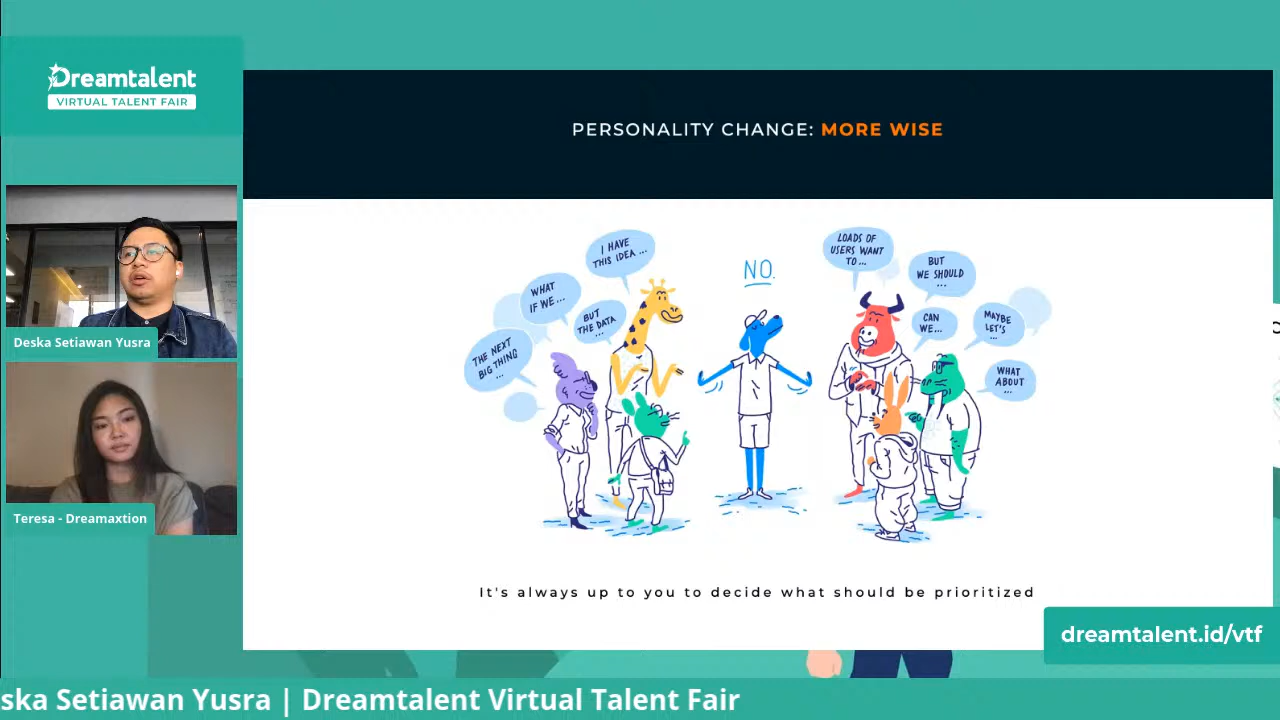 Dreamtalent
VIRTUAL TALENT FAIR
PERSONALITY CHANGE: MORE WISE
I HAVE
THIS IDEA ...
WHAT
IF WE...
BUT
THE DATA
...
THE NEXT
BIG THING
...
NO.
LOADS OF
USERS WANT
TO...
BUT
WE SHOULD
...
CAN
WE...
MAYBE
LET'S
...
WHAT
ABOUT
...
It's always up to you to decide what should be prioritized
Deska Setiawan Yusra
Teresa - Dreamaxtion
dreamtalent.id/vtf
ska Setiawan Yusra | Dreamtalent Virtual Talent Fair